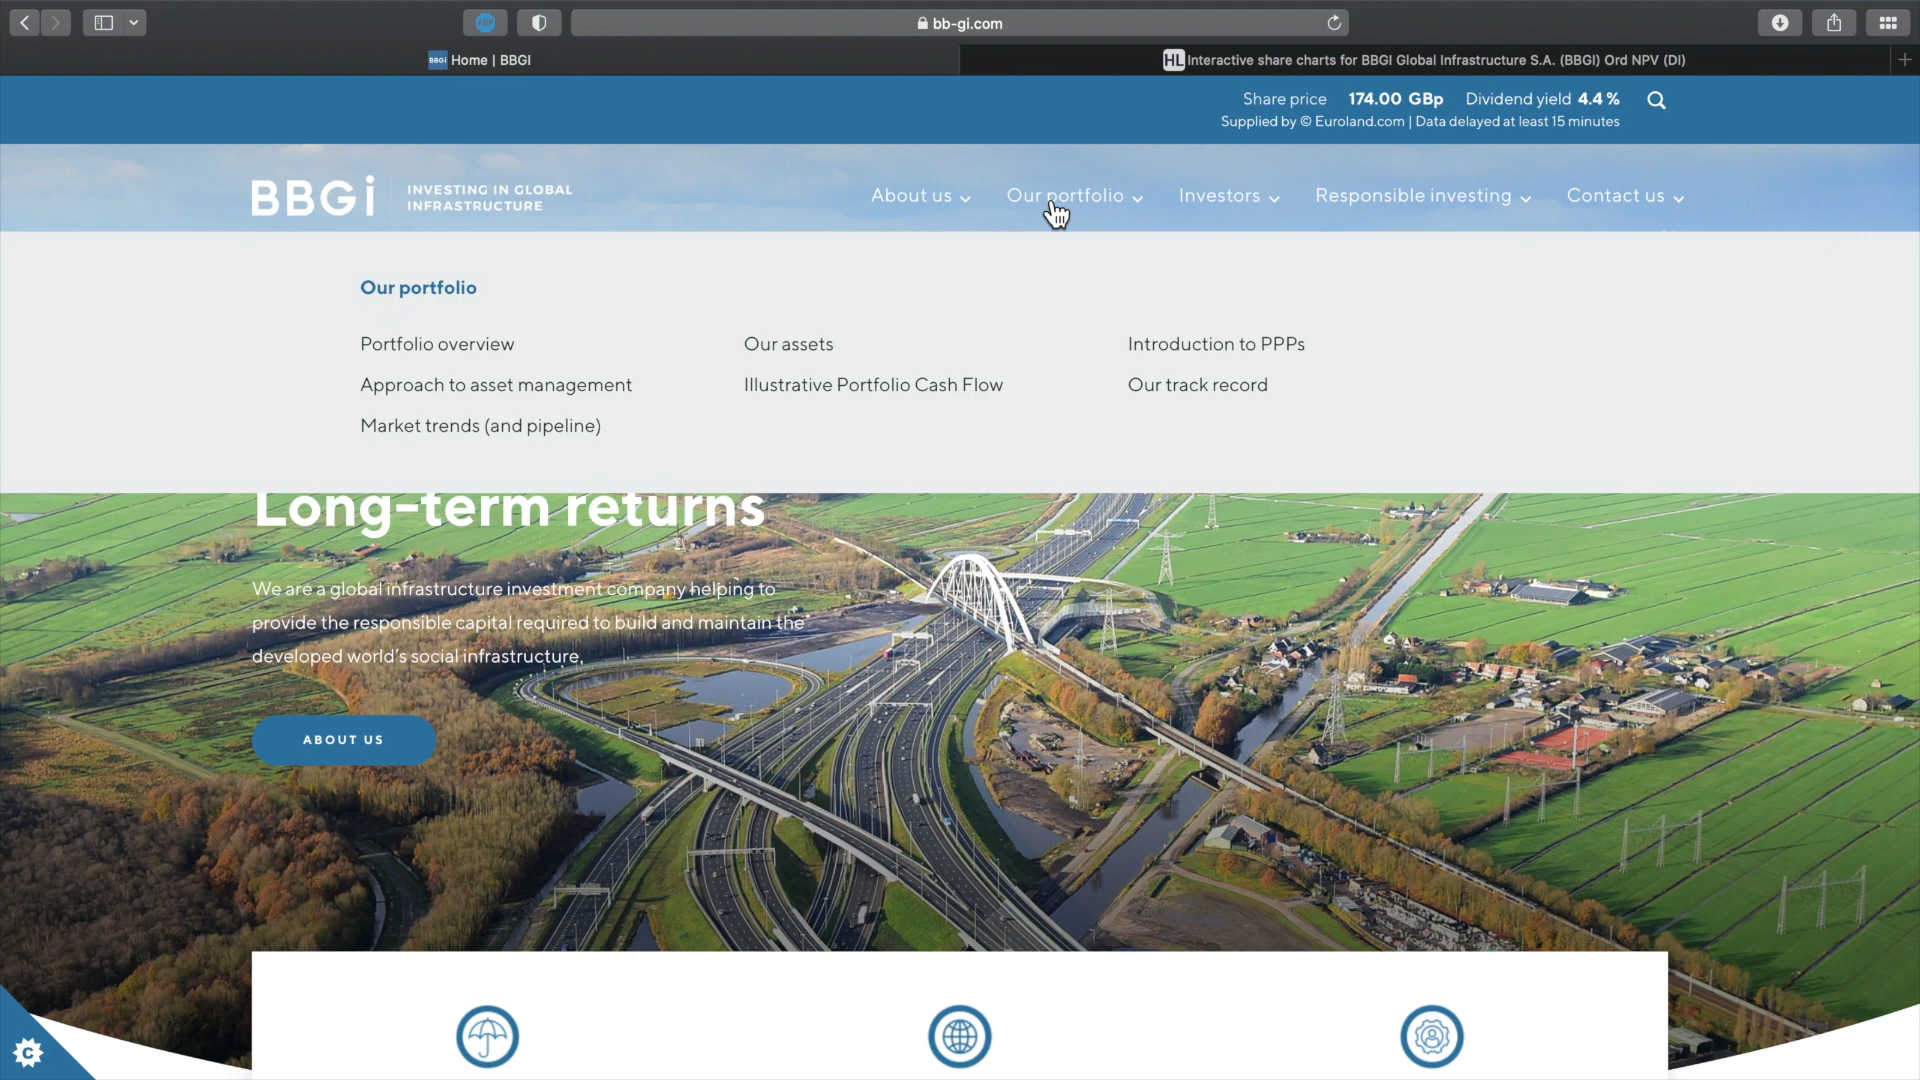 bb-gi.com
BBGi Home | BBGI
HL Interactive share charts for BBGI Global Infrastructure S.A. (BBGI) Ord NPV (DI)
Share price 174.00 GBp Dividend yield 4.4 %
Supplied by © Euroland.com | Data delayed at least 15 minutes
BBGi INVESTING IN GLOBAL
INFRASTRUCTURE
About us Our portfolio Investors Responsible investing Contact us
Our portfolio
Portfolio overview Our assets Introduction to PPPs
Approach to asset management Illustrative Portfolio Cash Flow Our track record
Market trends (and pipeline)
Long-term returns
We are a global infrastructure investment company helping to
provide the responsible capital required to build and maintain the
developed world's social infrastructure.
ABOUT US
C